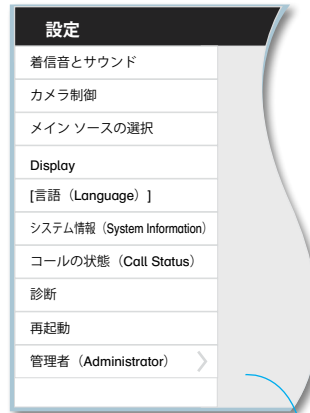 設定
着信音とサウンド
カメラ制御
メイン ソースの選択
Display
[言語（Language）]
システム情報（System Information）
コールの状態（Call Status）
診断
再起動
管理者（Administrator）